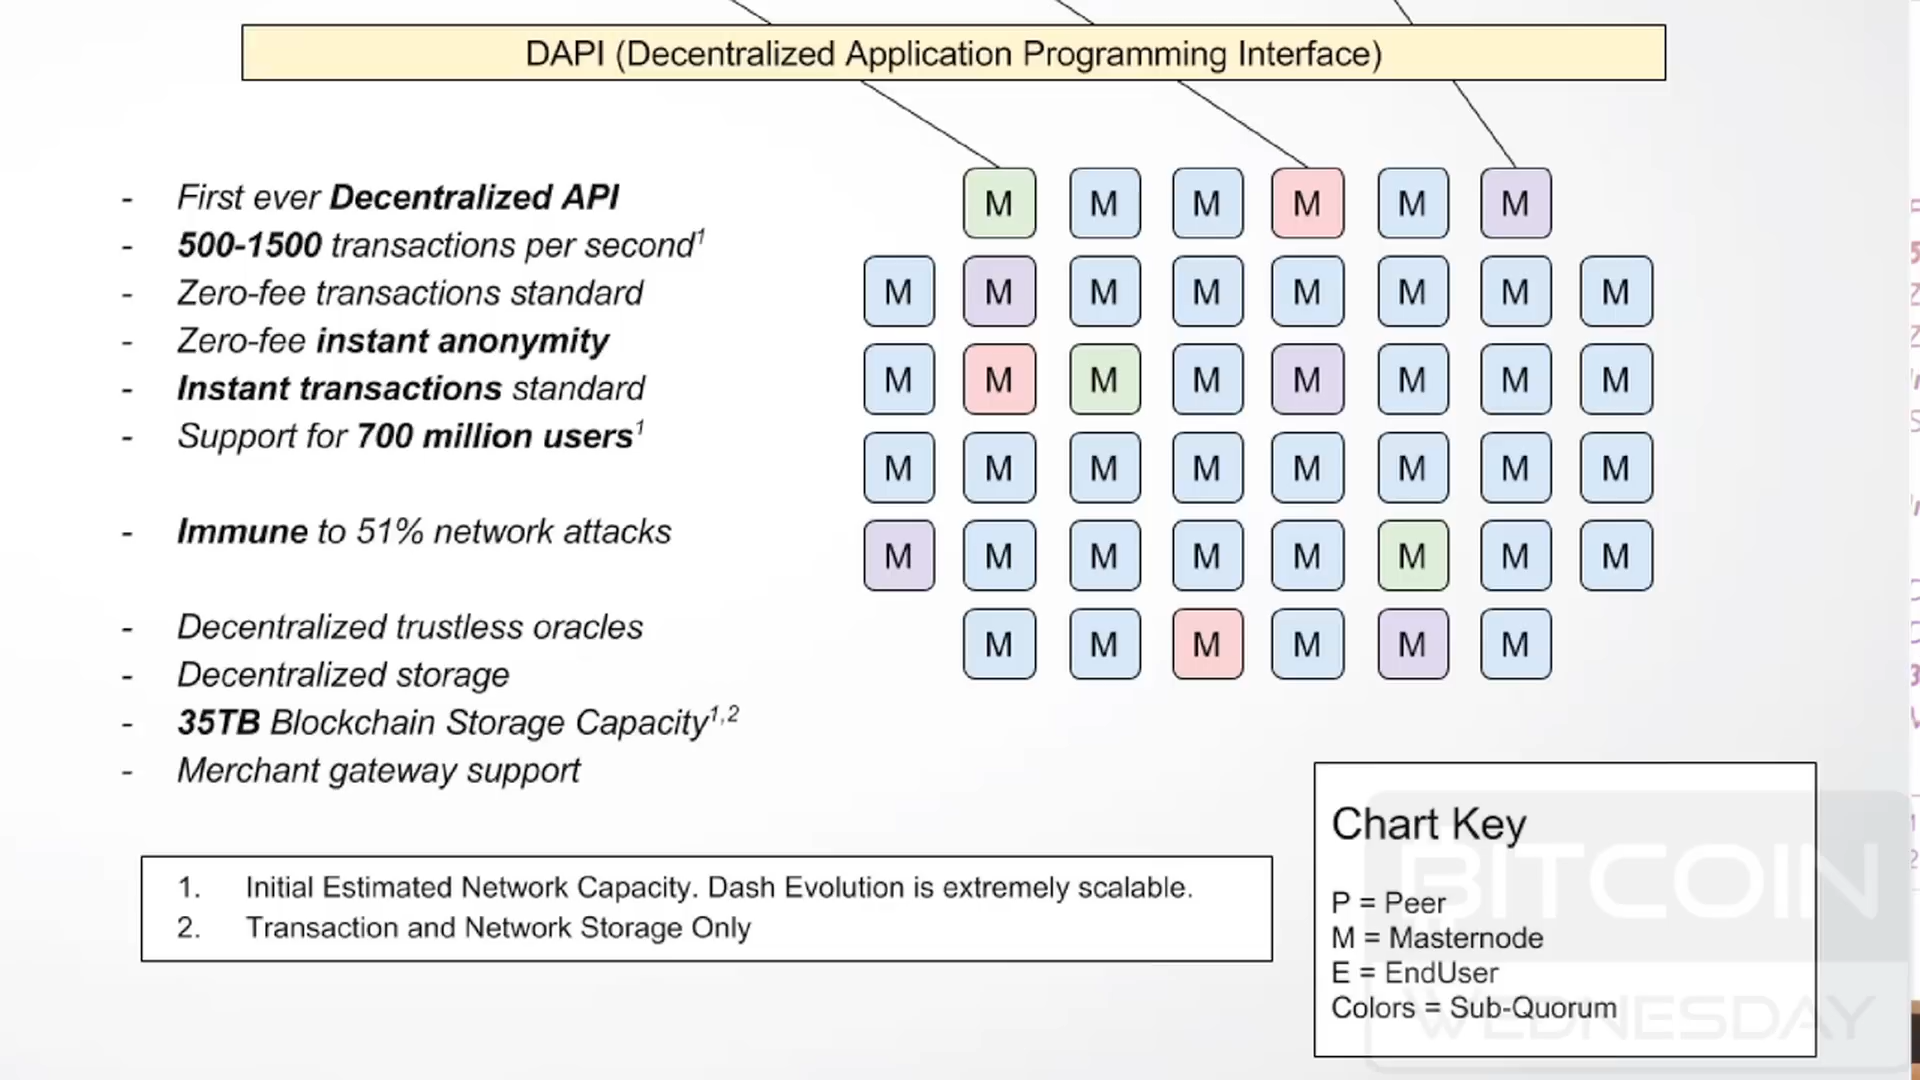 DAPI (Decentralized Application Programming Interface)
- First ever Decentralized API
- 500-1500 transactions per second1
- Zero-fee transactions standard
- Zero-fee instant anonymity
- Instant transactions standard
- Support for 700 million users1
- Immune to 51% network attacks
- Decentralized trustless oracles
- Decentralized storage
- 35TB Blockchain Storage Capacity1,2
- Merchant gateway support
M M M M M M
M M M M M M M M
M M M M M M M M
M M M M M M M M
M M M M M M M M
M M M M M M
1. Initial Estimated Network Capacity. Dash Evolution is extremely scalable.
2. Transaction and Network Storage Only
Chart Key
P = Peer
M = Masternode
E = EndUser
Colors = Sub-Quorum
BITCOIN
WEDNESDAY